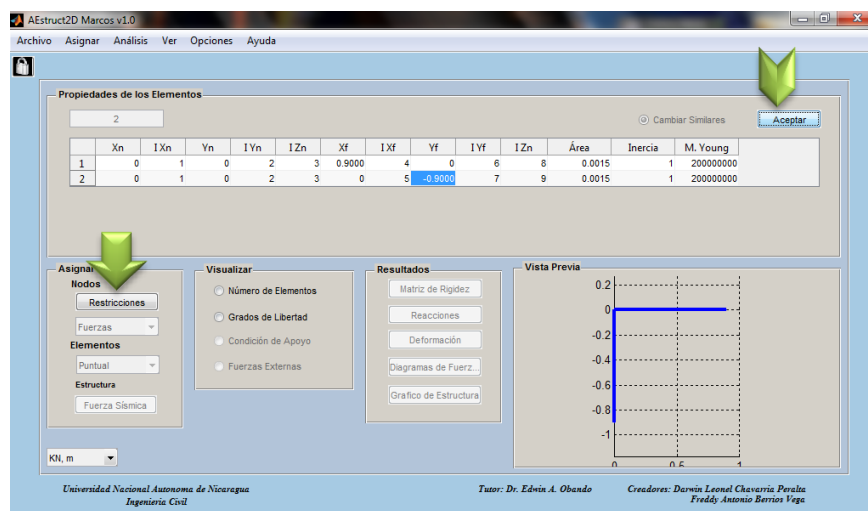 AEstruct2D Marcos v1.0
Archivo Asignar Análisis Ver Opciones Ayuda
Propiedades de los Elementos
2
Cambiar Similares
Aceptar
Xn I Xn Yn I Yn I Zn Xf I Xf Yf I Yf I Zn Área Inercia M. Young
1 0 1 0 2 3 0.9000 4 0 6 8 0.0015 1 200000000
2 0 1 0 2 3 0 5 -0.9000 7 9 0.0015 1 200000000
Asignar
Nodos
Restricciones
Fuerzas
Elementos
Puntual
Estructura
Fuerza Sísmica
KN, m
Visualizar
Número de Elementos
Grados de Libertad
Condición de Apoyo
Fuerzas Externas
Resultados
Matriz de Rigidez
Reacciones
Deformación
Diagramas de Fuerz...
Grafico de Estructura
Vista Previa
0.2
0
-0.2
-0.4
-0.6
-0.8
-1
0 0.5 1
Universidad Nacional Autonoma de Nicaragua
Ingenieria Civil
Tutor: Dr. Edwin A. Obando
Creadores: Darwin Leonel Chavarria Peralta
Freddy Antonio Berrios Vega